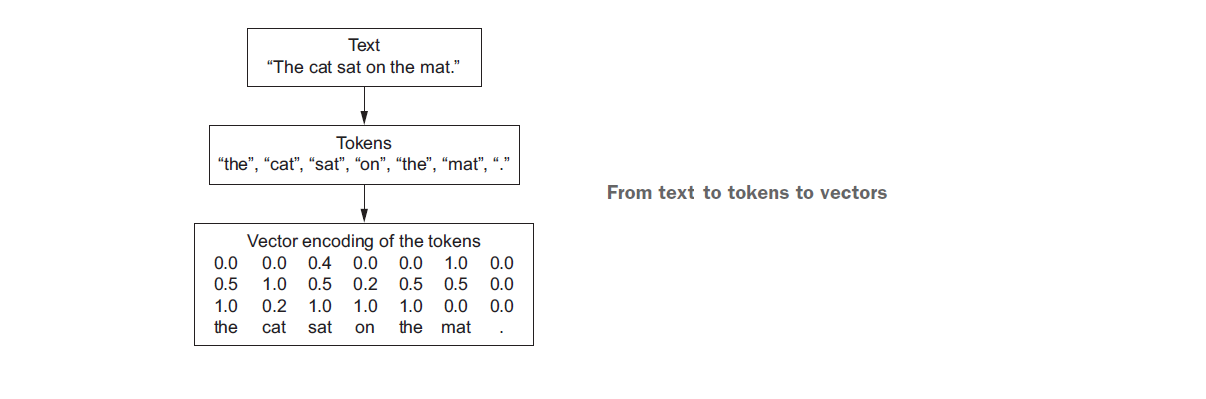 Text
“The cat sat on the mat.”
Tokens
“the”, “cat”, “sat”, “on”, “the”, “mat”, “.”
From text to tokens to vectors
Vector encoding of the tokens
0.0 0.0 0.4 0.0 0.0 1.0 0.0
0.5 1.0 0.5 0.2 0.5 0.5 0.0
1.0 0.2 1.0 1.0 1.0 0.0 0.0
the cat sat on the mat .